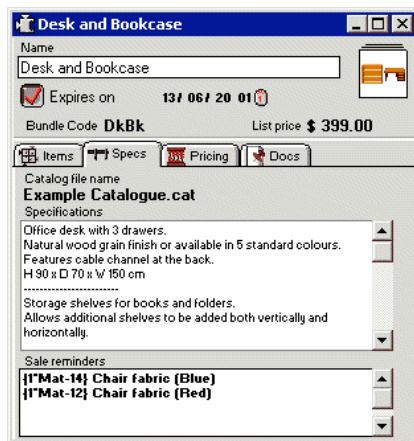 Desk and Bookcase
Name
Desk and Bookcase
Expires on 13/ 06/ 20 01
Bundle Code DkBk List price $ 399.00
Items Specs Pricing Docs
Catalog file name
Example Catalogue.cat
Specifications
Office desk with 3 drawers.
Natural wood grain finish or available in 5 standard colours.
Features cable channel at the back.
H 90 x D 70 x W 150 cm
------------------------
Storage shelves for books and folders.
Allows additional shelves to be added both vertically and
horizontally.
Sale reminders
{1*Mat-14} Chair fabric (Blue)
{1*Mat-12} Chair fabric (Red)